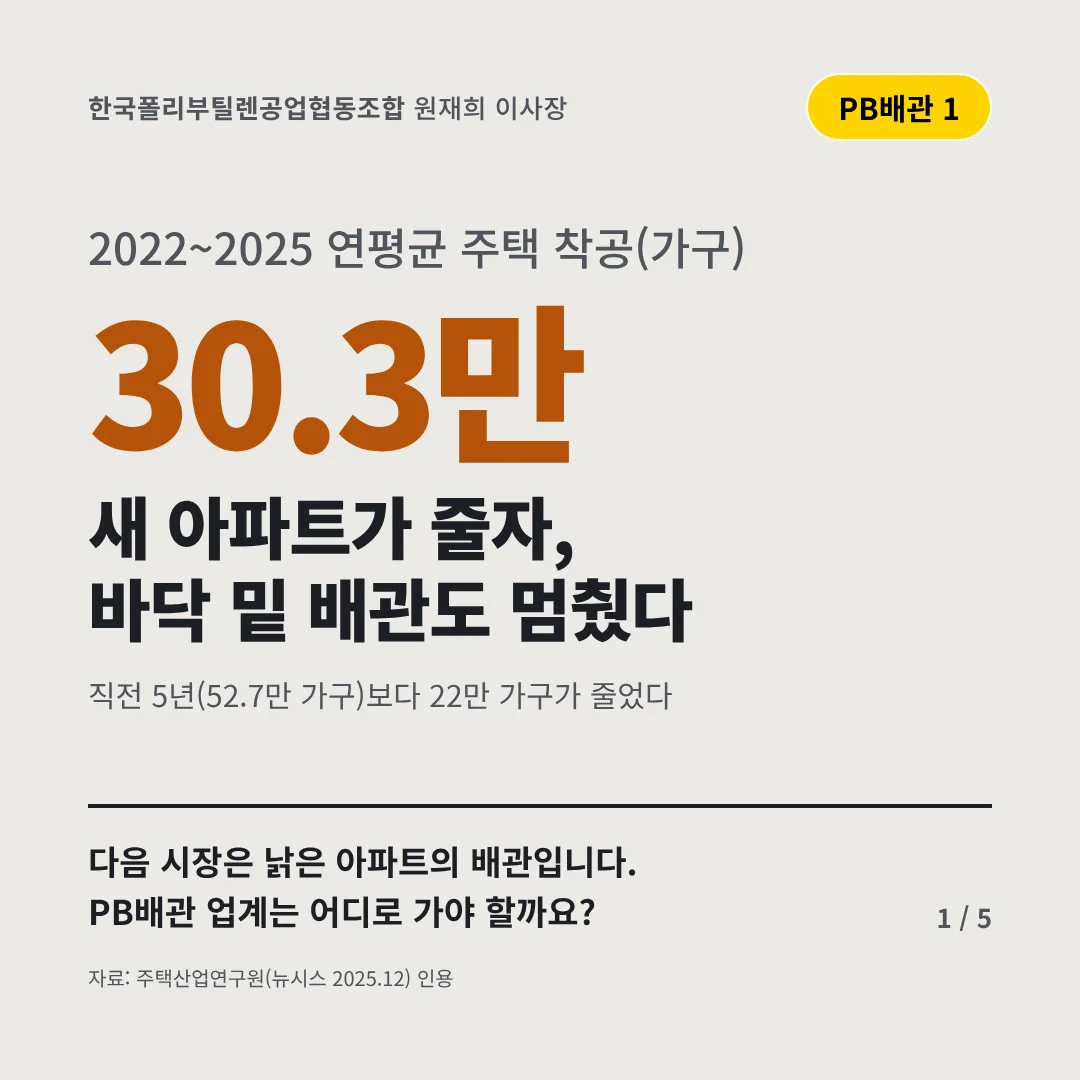 한국폴리부틸렌공업협동조합 원재희 이사장
PB배관 1
2022~2025 연평균 주택 착공(가구)
30.3만
새 아파트가 줄자,
바닥 밑 배관도 멈췄다
직전 5년(52.7만 가구)보다 22만 가구가 줄었다
다음 시장은 낡은 아파트의 배관입니다.
PB배관 업계는 어디로 가야 할까요?
1 / 5
자료: 주택산업연구원(뉴시스 2025.12) 인용